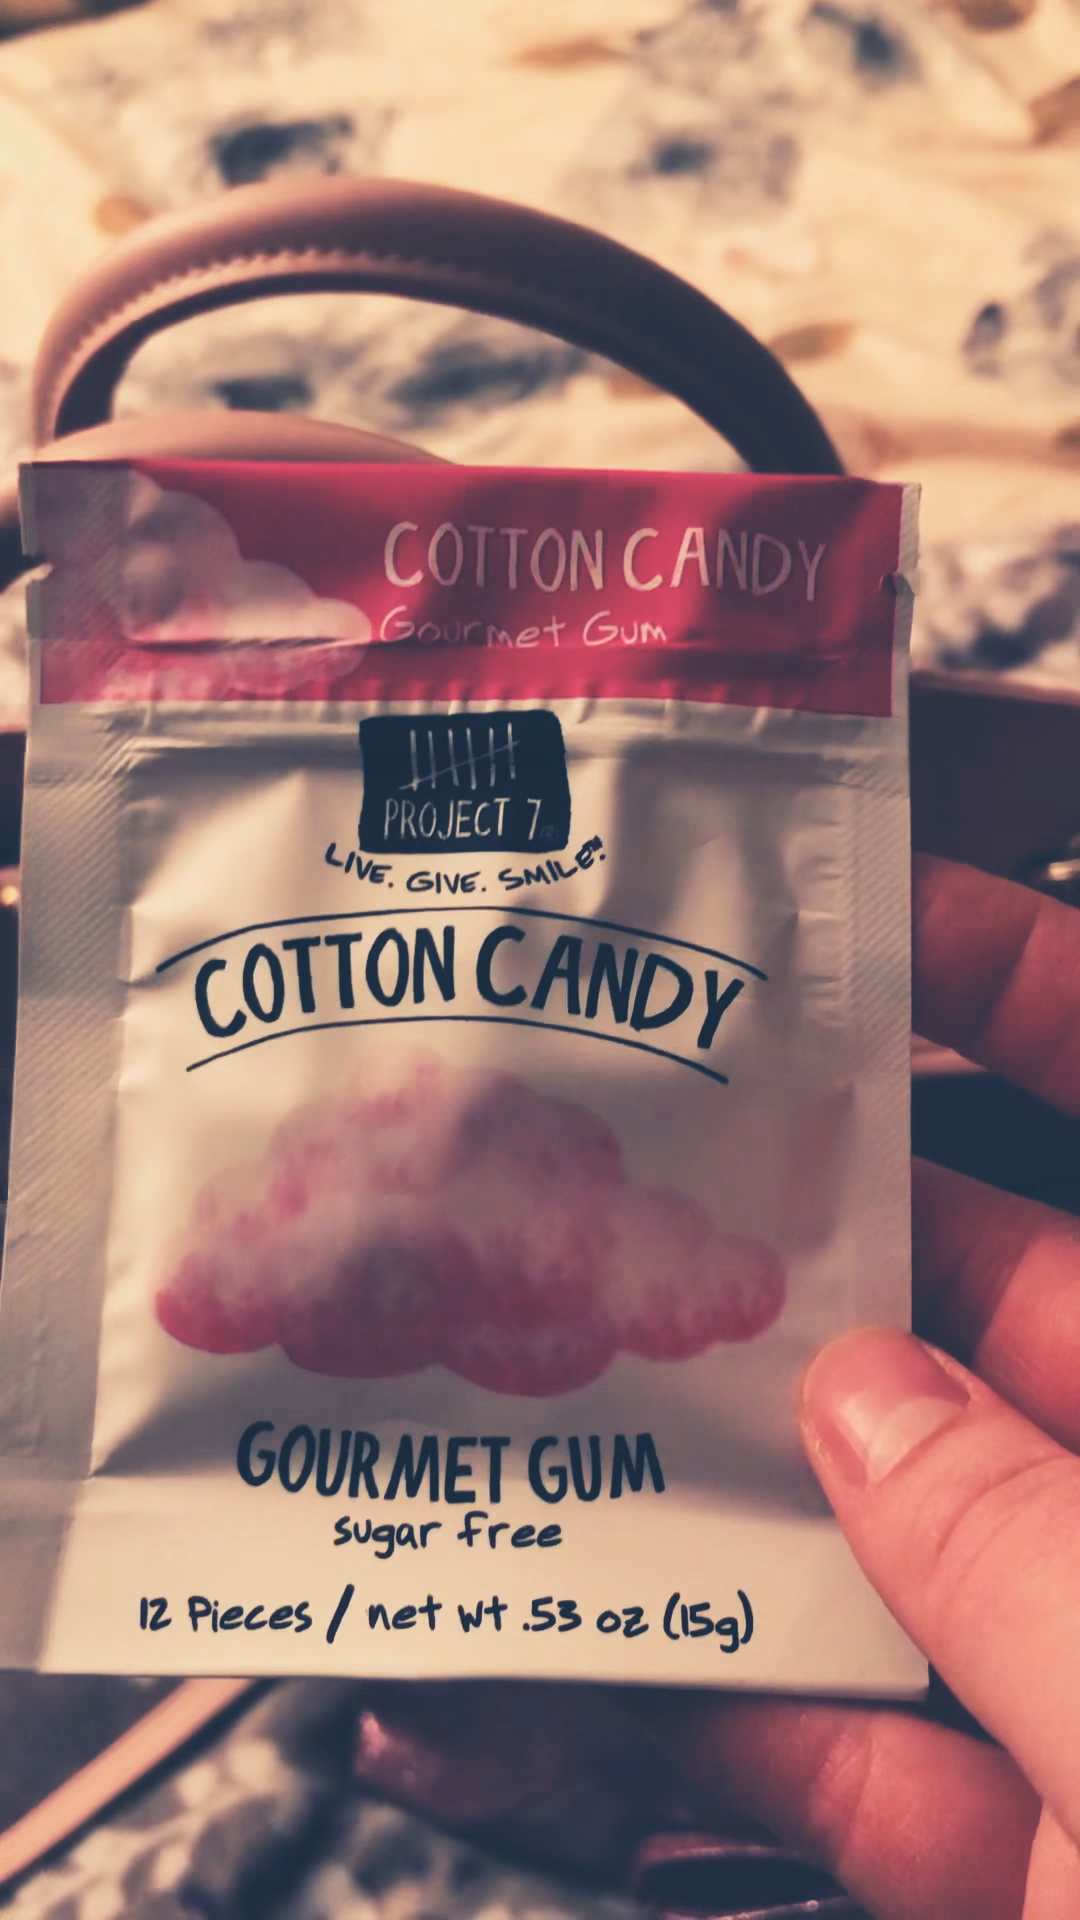 COTTON CANDY
Gourmet Gum
PROJECT 7®
LIVE. GIVE. SMILE™.
COTTON CANDY
GOURMET GUM
sugar free
12 Pieces / net wt .53 oz (15g)